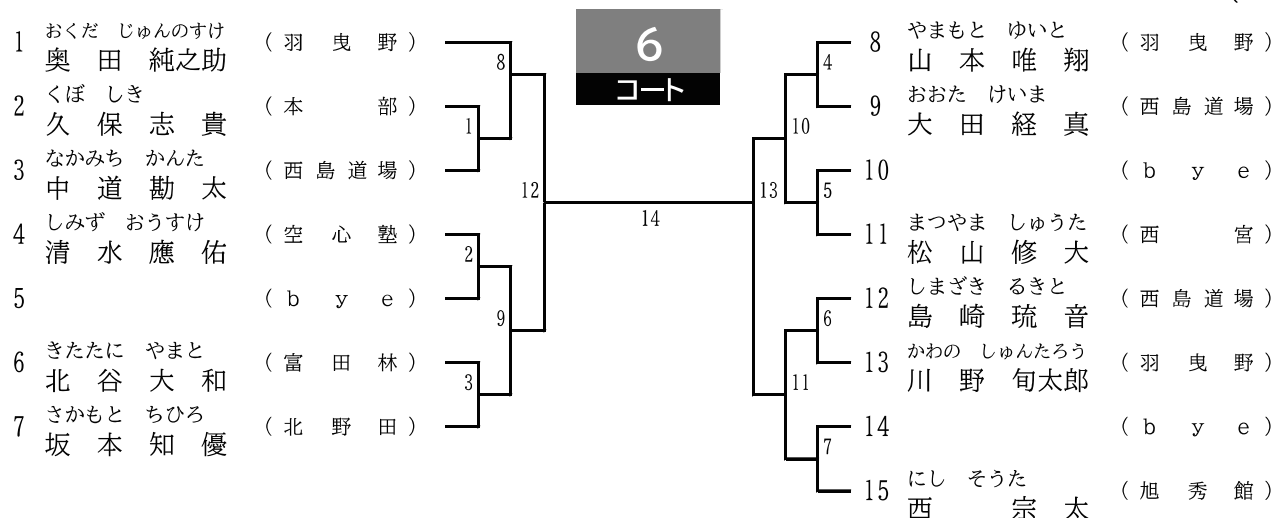 6
コート
1 おくだ じゅんのすけ
奥田 純之助 (羽曳野)
2 くぼ しき
久保志貴 (本部)
3 なかみち かんた
中道勘太 (西島道場)
4 しみず おうすけ
清水應佑 (空心塾)
5 (bye)
6 きたたに やまと
北谷大和 (富田林)
7 さかもと ちひろ
坂本知優 (北野田)
8
1
12
2
9
3
14
8 やまもと ゆいと
山本唯翔 (羽曳野)
9 おおた けいま
大田経真 (西島道場)
10 (bye)
11 まつやま しゅうた
松山修大 (西宮)
12 しまざき るきと
島崎琉音 (西島道場)
13 かわの しゅんたろう
川野 旬太郎 (羽曳野)
14 (bye)
15 にし そうた
西 宗太 (旭秀館)
4
10
5
13
6
11
7